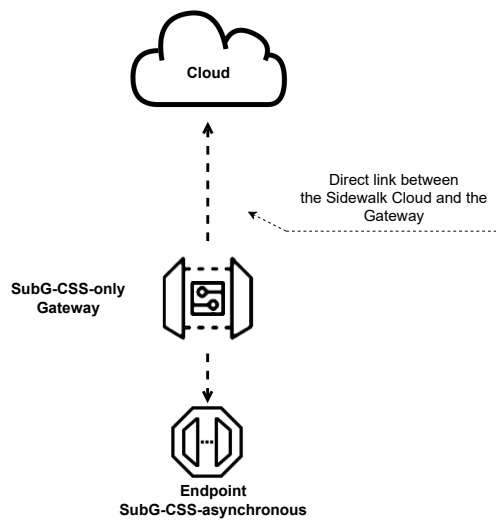 Cloud
Direct link between
the Sidewalk Cloud and the
Gateway
SubG-CSS-only
Gateway
Endpoint
SubG-CSS-asynchronous